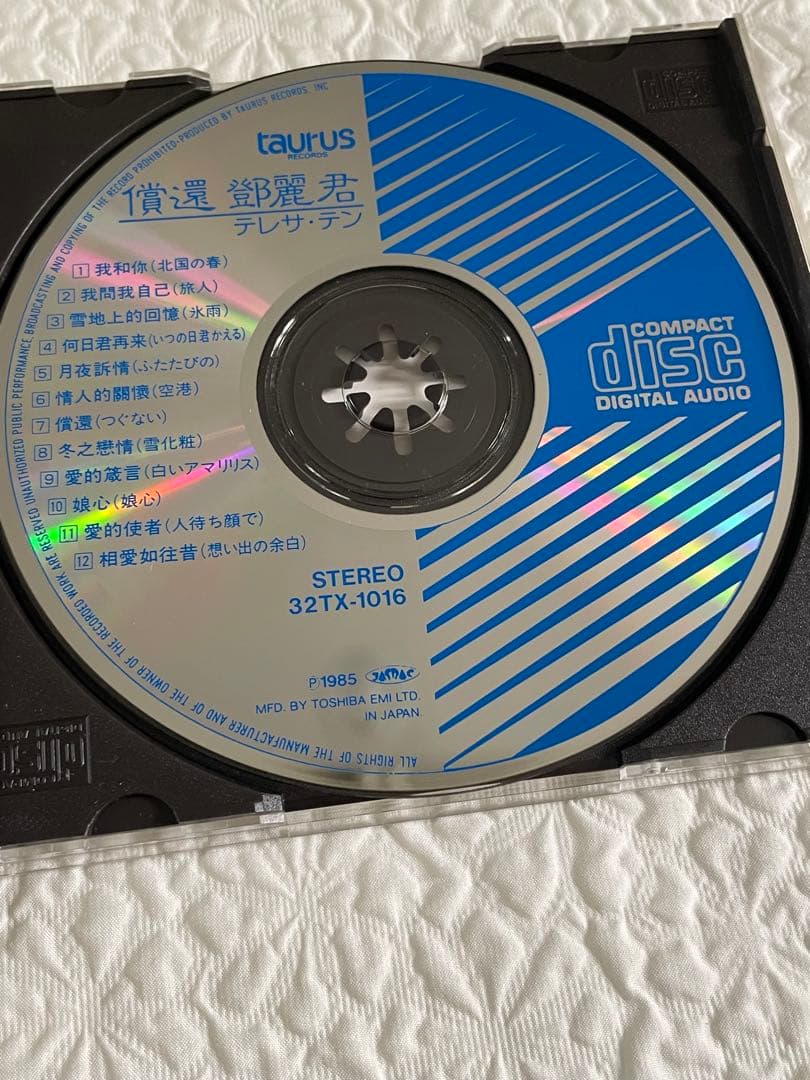 taurus
RECORDS
償還 鄧麗君
テレサ・テン
1 我和你(北国の春)
2 我問我自己(旅人)
3 雪地上的回憶(氷雨)
4 何日君再来(いつの日君かえる)
5 月夜訴情(ふたたびの)
6 情人的關懷(空港)
7 償還(つぐない)
8 冬之戀情(雪化粧)
9 愛的箴言(白いアマリリス)
10 娘心(娘心)
11 愛的使者(人待ち顔で)
12 相愛如往昔(想い出の余白)
STEREO
32TX-1016
Ⓟ1985 JASRAC
MFD. BY TOSHIBA EMI LTD.
IN JAPAN.
COMPACT
disc
DIGITAL AUDIO
ALL RIGHTS OF THE MANUFACTURER AND OF THE OWNER OF THE RECORDED WORK ARE RESERVED. UNAUTHORIZED PUBLIC PERFORMANCE, BROADCASTING AND COPYING OF THE RECORD PROHIBITED·PRODUCED BY TAURUS RECORDS, INC
disc